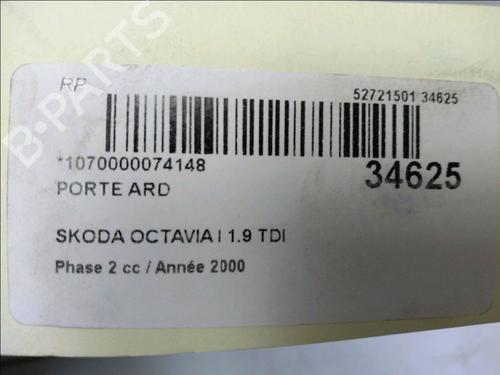 RP
52721501 34625
*1070000074148
34625
PORTE ARD
SKODA OCTAVIA I 1.9 TDI
Phase 2 cc / Année 2000
B-PARTS